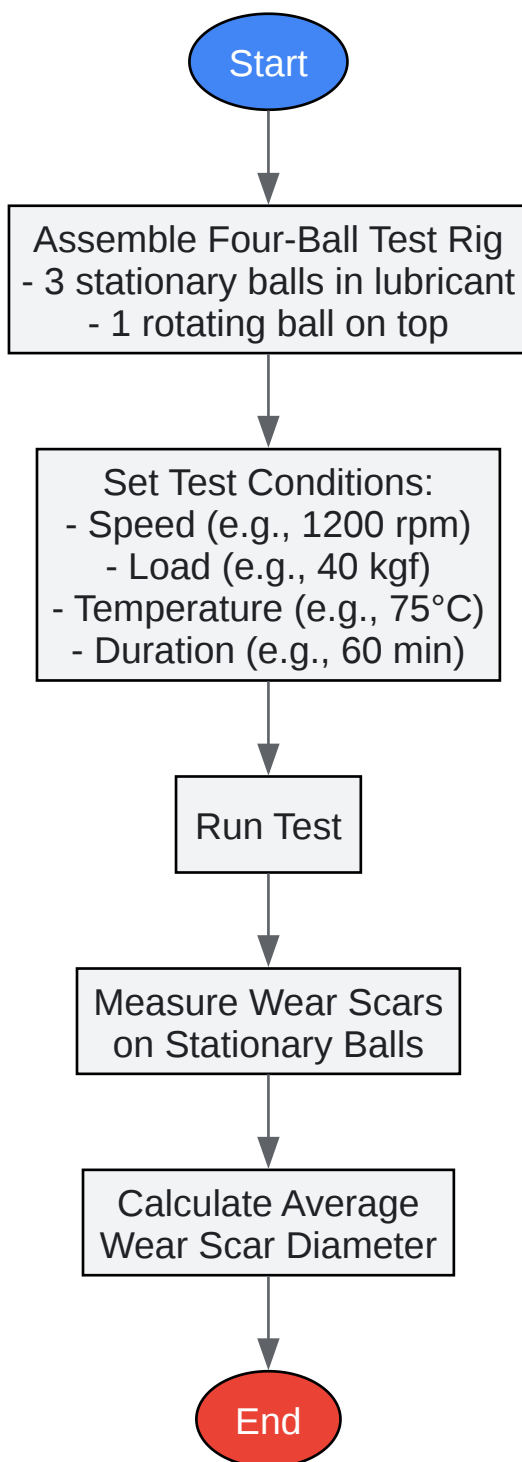 Start
Assemble Four-Ball Test Rig
- 3 stationary balls in lubricant
- 1 rotating ball on top
Set Test Conditions:
- Speed (e.g., 1200 rpm)
- Load (e.g., 40 kgf)
- Temperature (e.g., 75°C)
- Duration (e.g., 60 min)
Run Test
Measure Wear Scars
on Stationary Balls
Calculate Average
Wear Scar Diameter
End